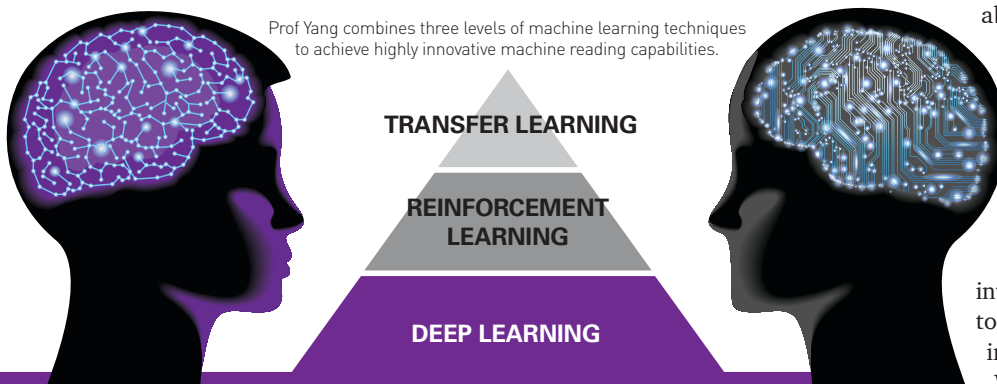 Prof Yang combines three levels of machine learning techniques
to achieve highly innovative machine reading capabilities.
TRANSFER LEARNING
REINFORCEMENT
LEARNING
DEEP LEARNING
to